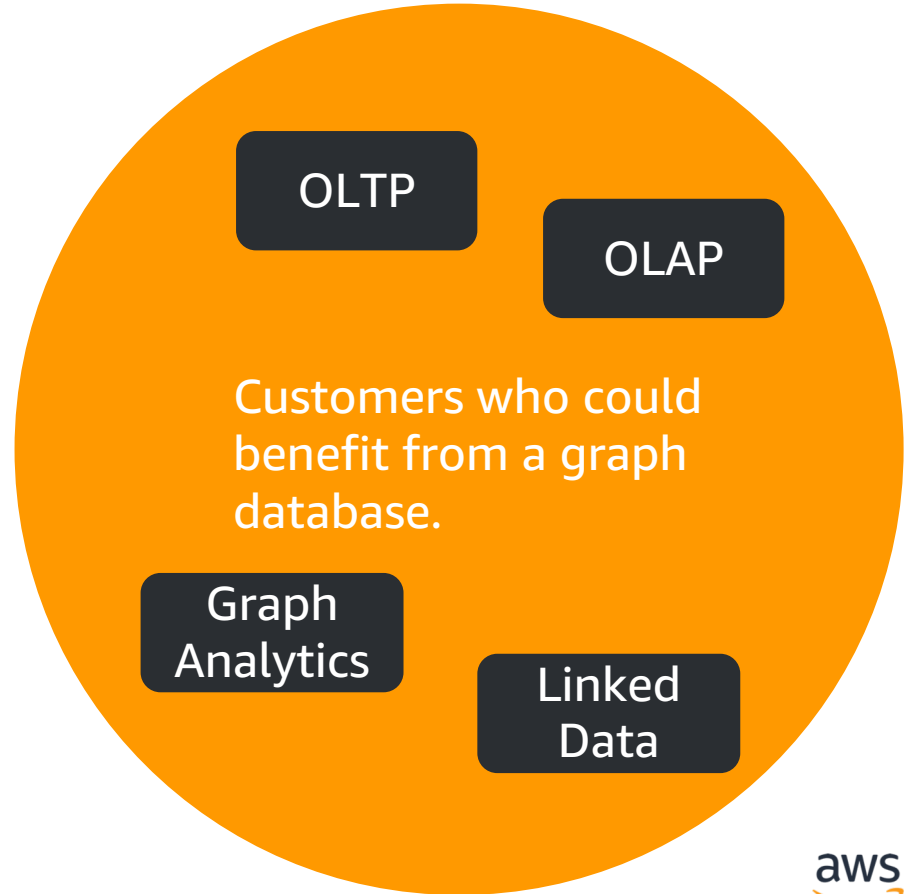 OLTP
OLAP
Customers who could
benefit from a graph
database.
Graph
Analytics
Linked
Data
aws